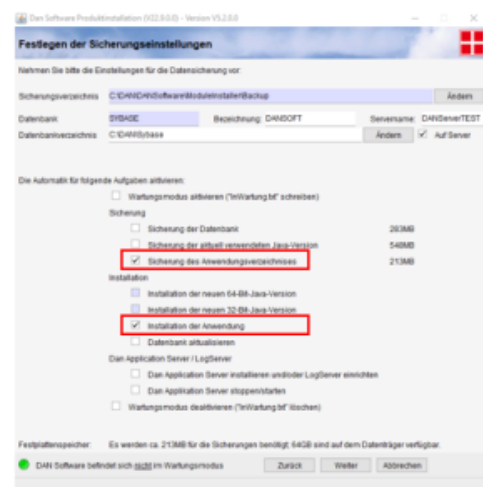 Dan Software Produktinstallation (V22.8.0.0) - Version V5.2.8.0
Festlegen der Sicherungseinstellungen
Nehmen Sie bitte die Einstellungen für die Datensicherung vor:
Sicherungsverzeichnis C:\DAN\DANSoftware\ModuleInstaller\Backup Ändern
Datenbank SYBASE Bezeichnung: DANSOFT Servername: DANServerTEST
Datenbankverzeichnis C:\DAN\Sybase Ändern Auf Server
Die Automatik für folgende Aufgaben aktivieren:
Wartungsmodus aktivieren ("InWartung.txt" schreiben)
Sicherung
Sicherung der Datenbank 283MB
Sicherung der aktuell verwendeten Java-Version 548MB
Sicherung des Anwendungsverzeichnises 213MB
Installation
Installation der neuen 64-Bit-Java-Version
Installation der neuen 32-Bit-Java-Version
Installation der Anwendung
Datenbank aktualisieren
Dan Application Server / LogServer
Dan Application Server installieren und/oder LogServer einrichten
Dan Application Server stoppen/starten
Wartungsmodus deaktivieren ("InWartung.txt" löschen)
Festplattenspeicher: Es werden ca. 213MB für die Sicherungen benötigt; 64GB sind auf dem Datenträger verfügbar.
DAN Software befindet sich nicht im Wartungsmodus Zurück Weiter Abbrechen